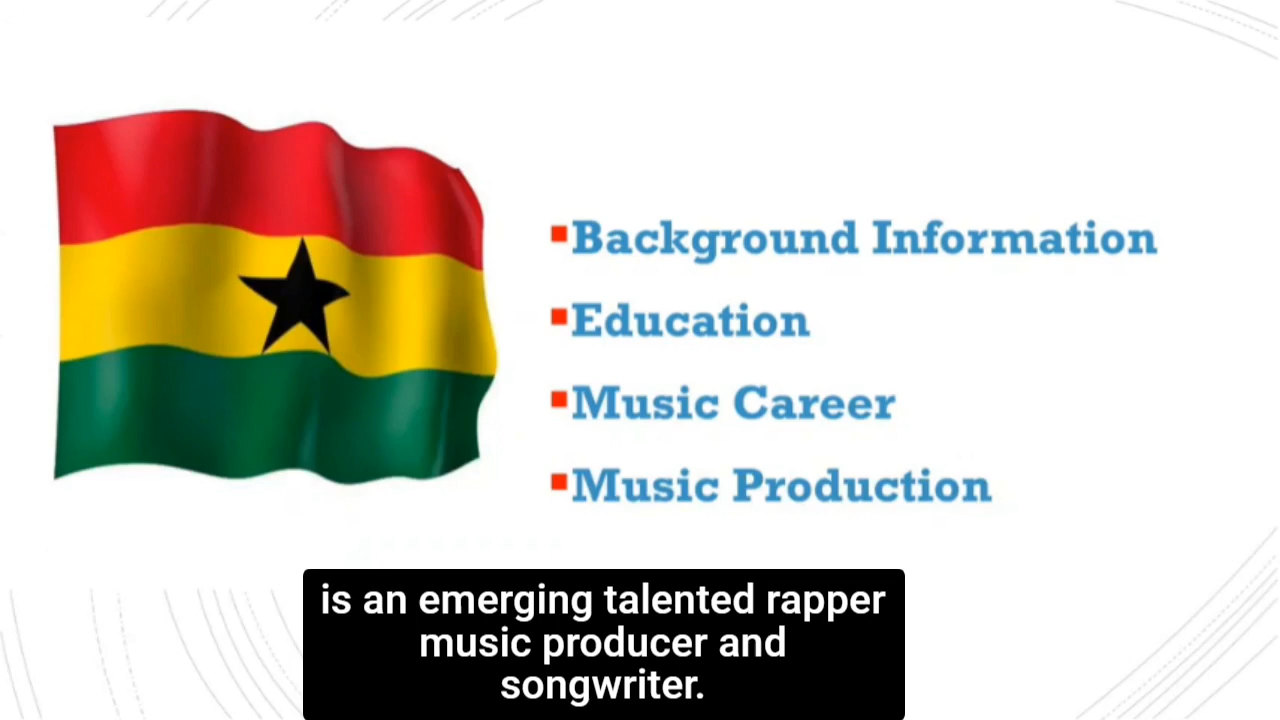 Background Information
Education
Music Career
Music Production
is an emerging talented rapper
music producer and
songwriter.